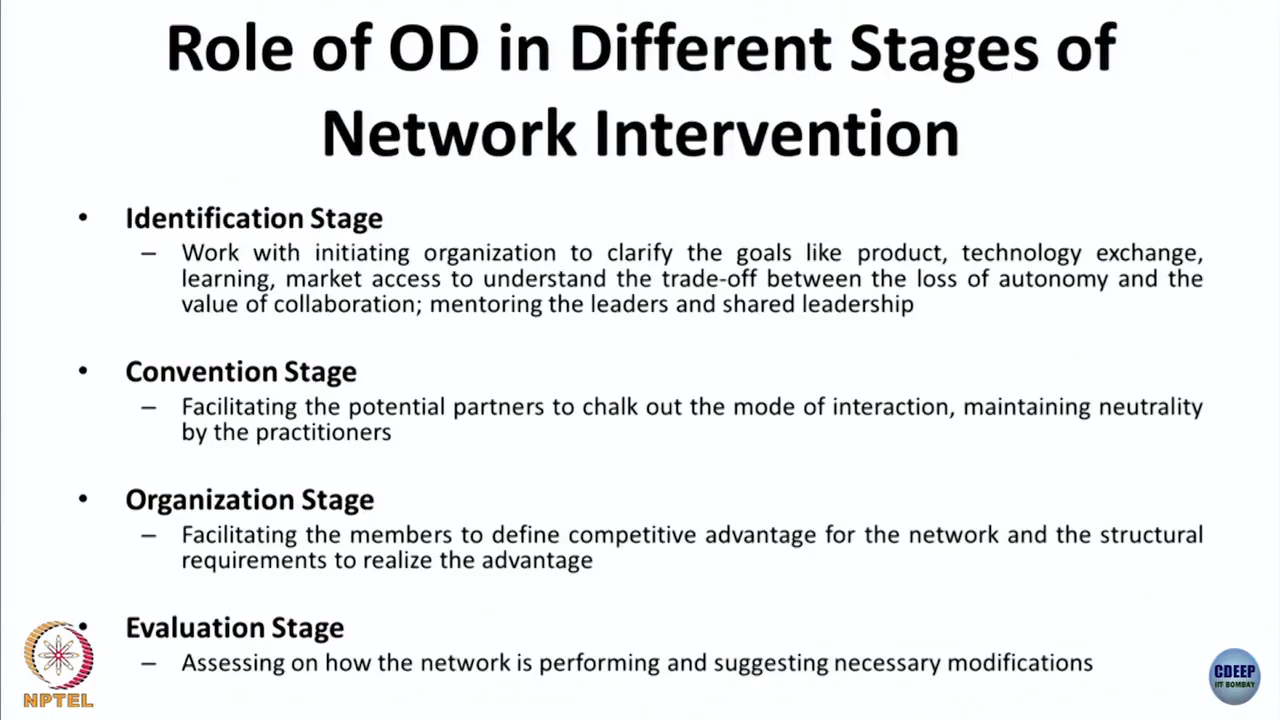 Role of OD in Different Stages of
Network Intervention
• Identification Stage
– Work with initiating organization to clarify the goals like product, technology exchange,
learning, market access to understand the trade-off between the loss of autonomy and the
value of collaboration; mentoring the leaders and shared leadership
• Convention Stage
– Facilitating the potential partners to chalk out the mode of interaction, maintaining neutrality
by the practitioners
• Organization Stage
– Facilitating the members to define competitive advantage for the network and the structural
requirements to realize the advantage
• Evaluation Stage
– Assessing on how the network is performing and suggesting necessary modifications
NPTEL
CDEEP
IIT BOMBAY